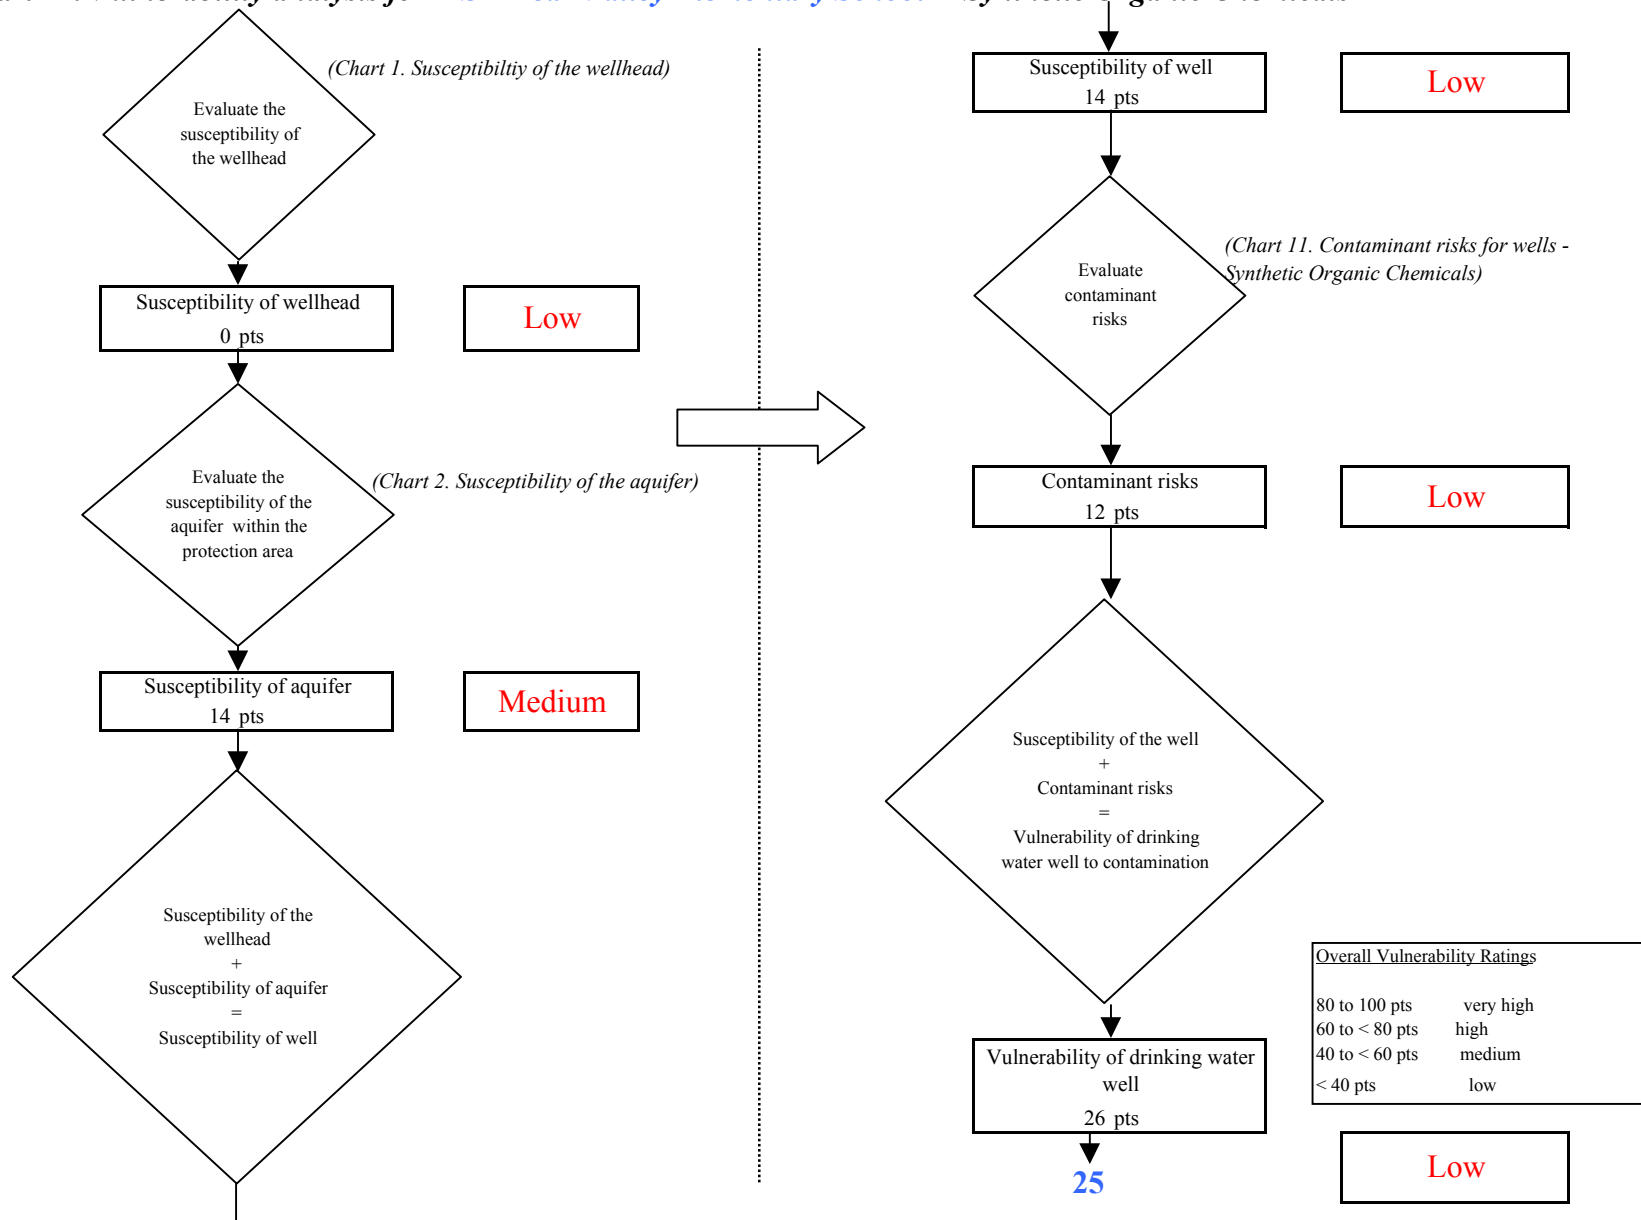 (Chart 1. Susceptibiltiy of the wellhead)
Evaluate the
susceptibility of
the wellhead
Susceptibility of wellhead
0 pts
Low
Evaluate the
susceptibility of the
aquifer within the
protection area
(Chart 2. Susceptibility of the aquifer)
Susceptibility of aquifer
14 pts
Medium
Susceptibility of the
wellhead
+
Susceptibility of aquifer
=
Susceptibility of well
Susceptibility of well
14 pts
Low
Evaluate
contaminant
risks
(Chart 11. Contaminant risks for wells -
Synthetic Organic Chemicals)
Contaminant risks
12 pts
Low
Susceptibility of the well
+
Contaminant risks
=
Vulnerability of drinking
water well to contamination
Overall Vulnerability Ratings
80 to 100 pts very high
60 to < 80 pts high
40 to < 60 pts medium
< 40 pts low
Vulnerability of drinking water
well
26 pts
25
Low